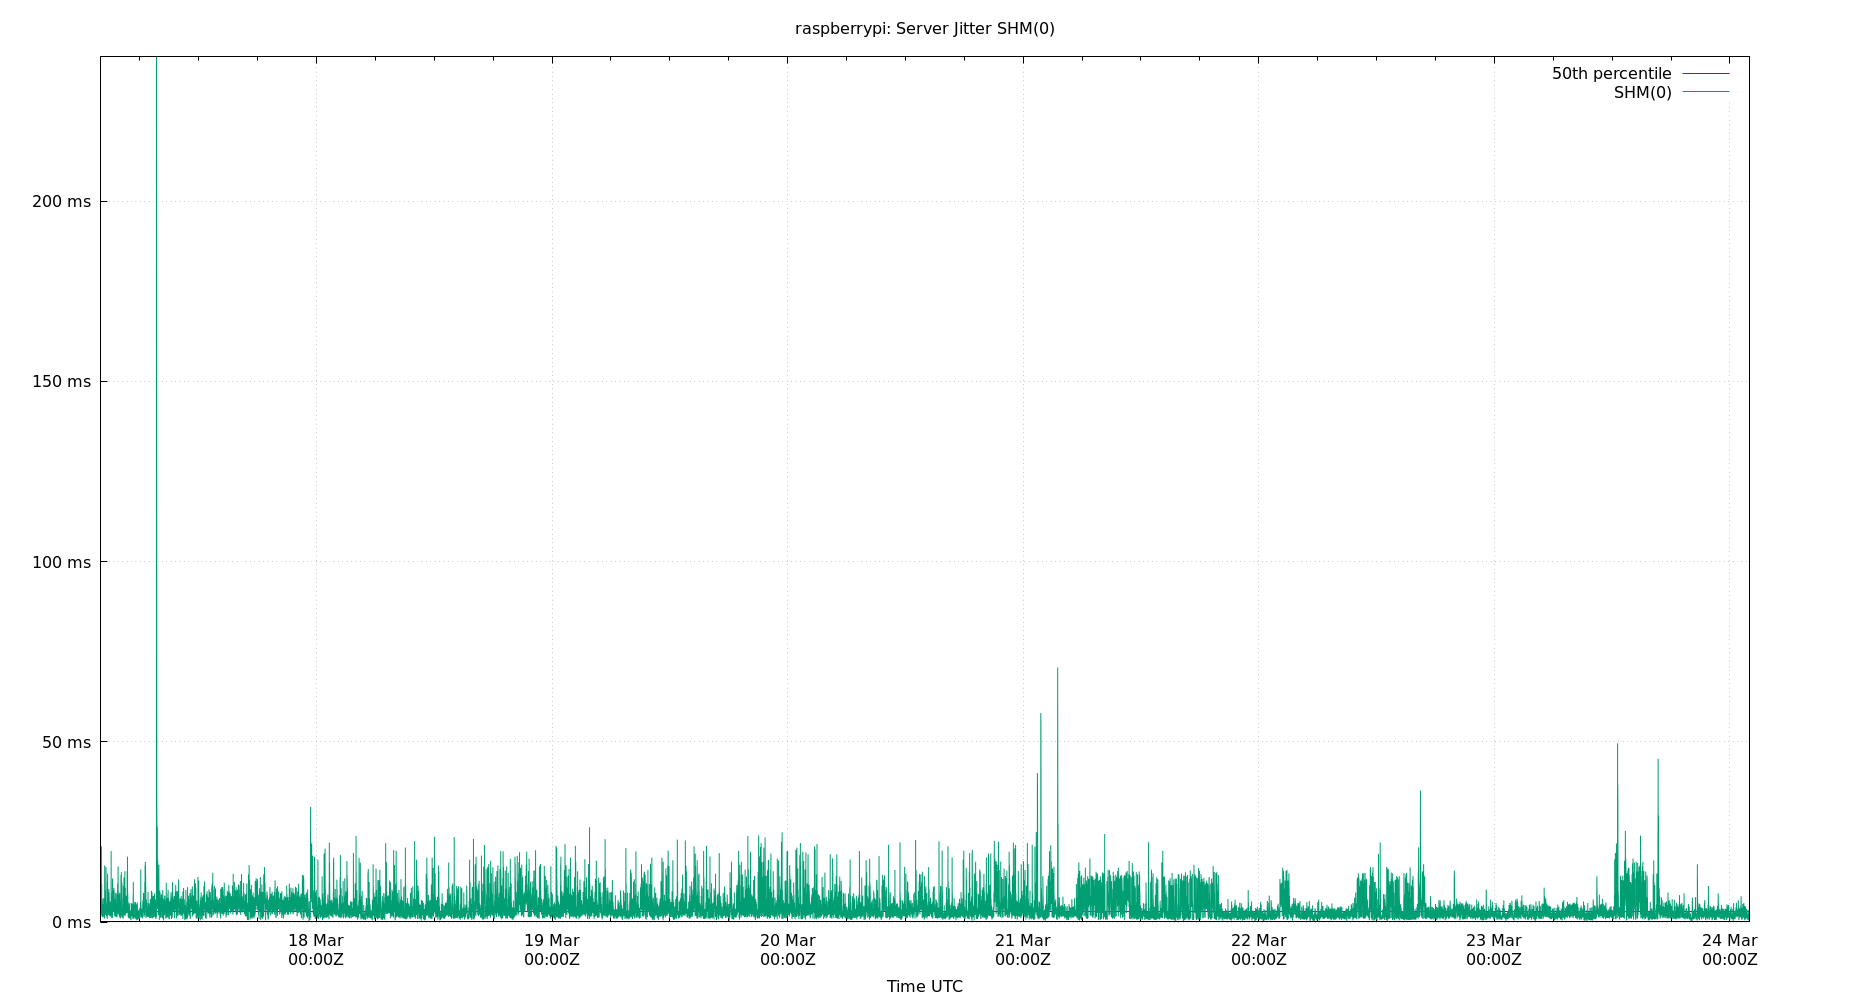 raspberrypi: Server Jitter SHM(0)
50th percentile
SHM(0)
200 ms
150 ms
100 ms
50 ms
0 ms
18 Mar 19 Mar 20 Mar 21 Mar 22 Mar 23 Mar 24 Mar
00:00Z 00:00Z 00:00Z 00:00Z 00:00Z 00:00Z 00:00Z
Time UTC